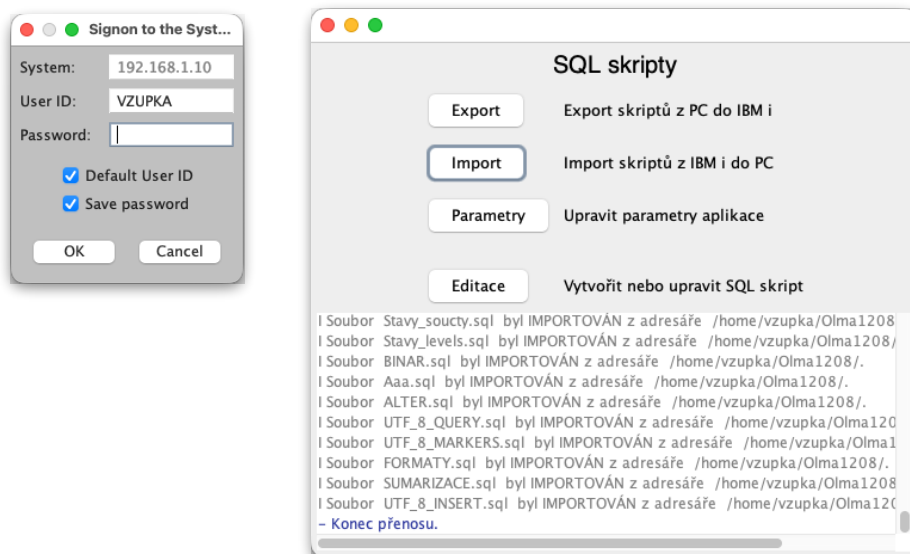 Signon to the Syst...
System: 192.168.1.10
User ID: VZUPKA
Password:
Default User ID
Save password
OK Cancel
SQL skripty
Export Export skriptů z PC do IBM i
Import Import skriptů z IBM i do PC
Parametry Upravit parametry aplikace
Editace Vytvořit nebo upravit SQL skript
I Soubor Stavy_soucty.sql byl IMPORTOVÁN z adresáře /home/vzupka/Olma1208
I Soubor Stavy_levels.sql byl IMPORTOVÁN z adresáře /home/vzupka/Olma1208/
I Soubor BINAR.sql byl IMPORTOVÁN z adresáře /home/vzupka/Olma1208/.
I Soubor Aaa.sql byl IMPORTOVÁN z adresáře /home/vzupka/Olma1208/.
I Soubor ALTER.sql byl IMPORTOVÁN z adresáře /home/vzupka/Olma1208/.
I Soubor UTF_8_QUERY.sql byl IMPORTOVÁN z adresáře /home/vzupka/Olma120
I Soubor UTF_8_MARKERS.sql byl IMPORTOVÁN z adresáře /home/vzupka/Olma1
I Soubor FORMATY.sql byl IMPORTOVÁN z adresáře /home/vzupka/Olma1208/.
I Soubor SUMARIZACE.sql byl IMPORTOVÁN z adresáře /home/vzupka/Olma1208
I Soubor UTF_8_INSERT.sql byl IMPORTOVÁN z adresáře /home/vzupka/Olma120
– Konec přenosu.